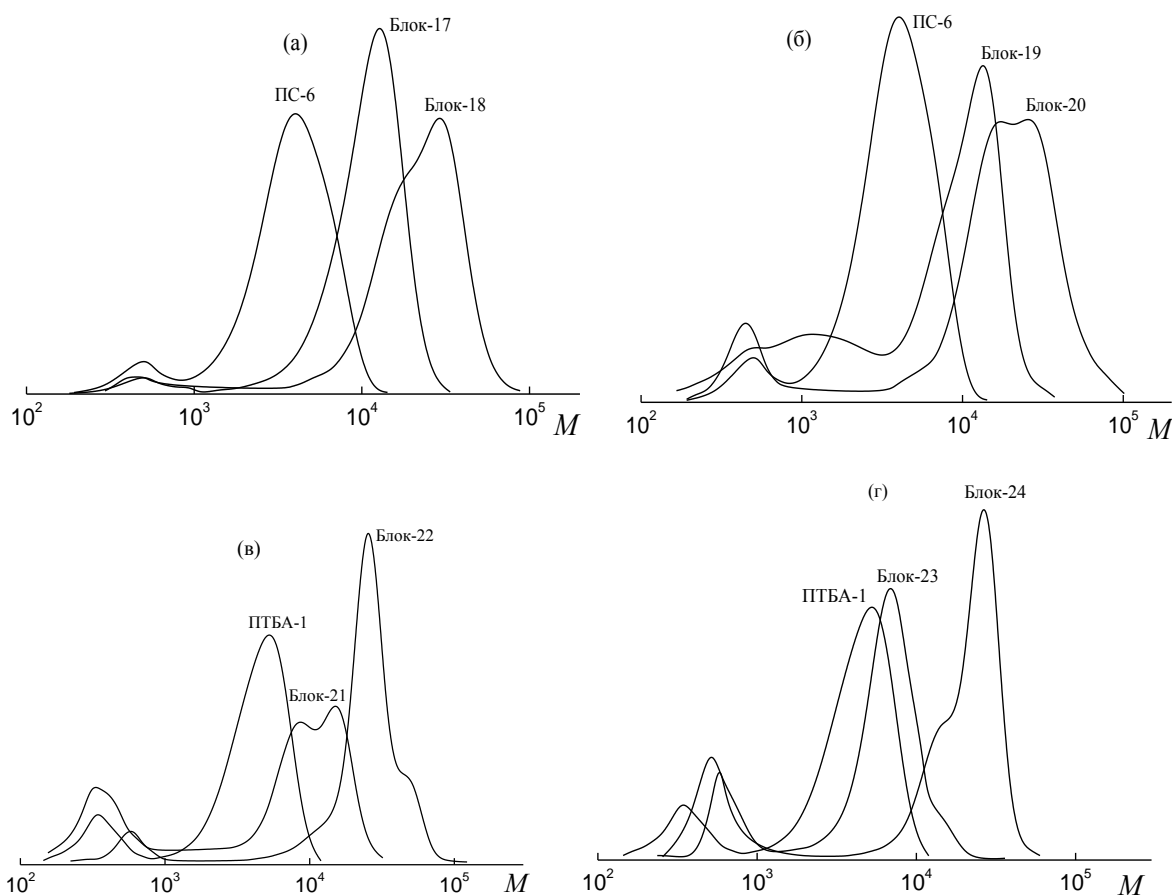 (а)
Блок-17
ПС-6
Блок-18
10²
10³
10⁴
10⁵
M
(б)
ПС-6
Блок-19
Блок-20
10²
10³
10⁴
10⁵
M
(в)
Блок-22
ПТБА-1
Блок-21
10²
10³
10⁴
10⁵
M
(г)
Блок-24
Блок-23
ПТБА-1
10²
10³
10⁴
10⁵
M